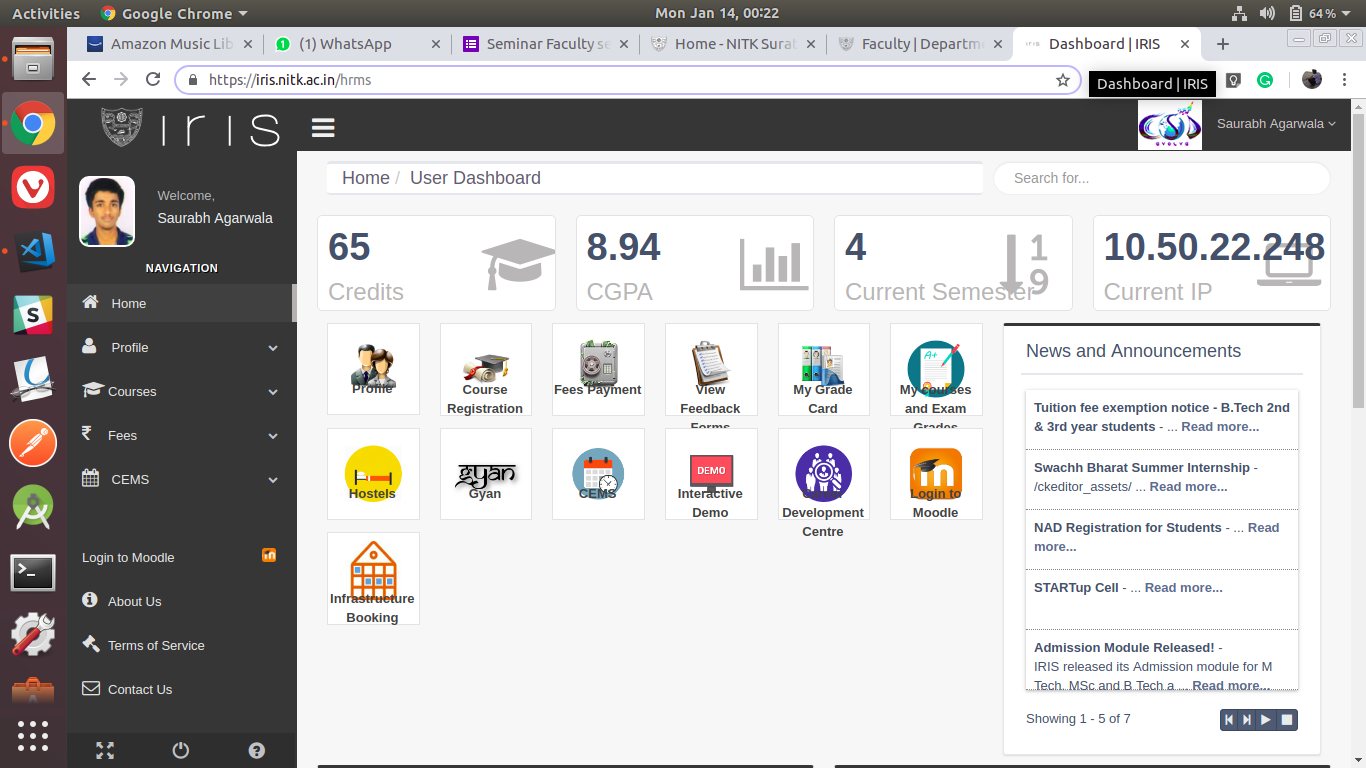 Activities
Google Chrome
Mon Jan 14, 00:22
64%
Amazon Music Lib
(1) WhatsApp
Seminar Faculty se
Home - NITK Surat
Faculty | Departme
Dashboard | IRIS
https://iris.nitk.ac.in/hrms
Dashboard | IRIS
IrIS
Saurabh Agarwala
Welcome,
Saurabh Agarwala
NAVIGATION
Home
Profile
Courses
₹ Fees
CEMS
Login to Moodle
About Us
Terms of Service
Contact Us
Home / User Dashboard
Search for...
65
Credits
8.94
CGPA
4
Current Semester
1
9
10.50.22.248
Current IP
Profile
Course
Registration
Fees Payment
View
Feedback
Forms
My Grade
Card
A+
My courses
and Exam
Grades
Hostels
gyan
Gyan
CEMS
DEMO
Interactive
Demo
Career
Development
Centre
Login to
Moodle
Infrastructure
Booking
News and Announcements
Tuition fee exemption notice - B.Tech 2nd
& 3rd year students - ... Read more...
Swachh Bharat Summer Internship -
/ckeditor_assets/ ... Read more...
NAD Registration for Students - ... Read
more...
STARTup Cell - ... Read more...
Admission Module Released! -
IRIS released its Admission module for M
Tech, MSc and B Tech a ... Read more...
Showing 1 - 5 of 7